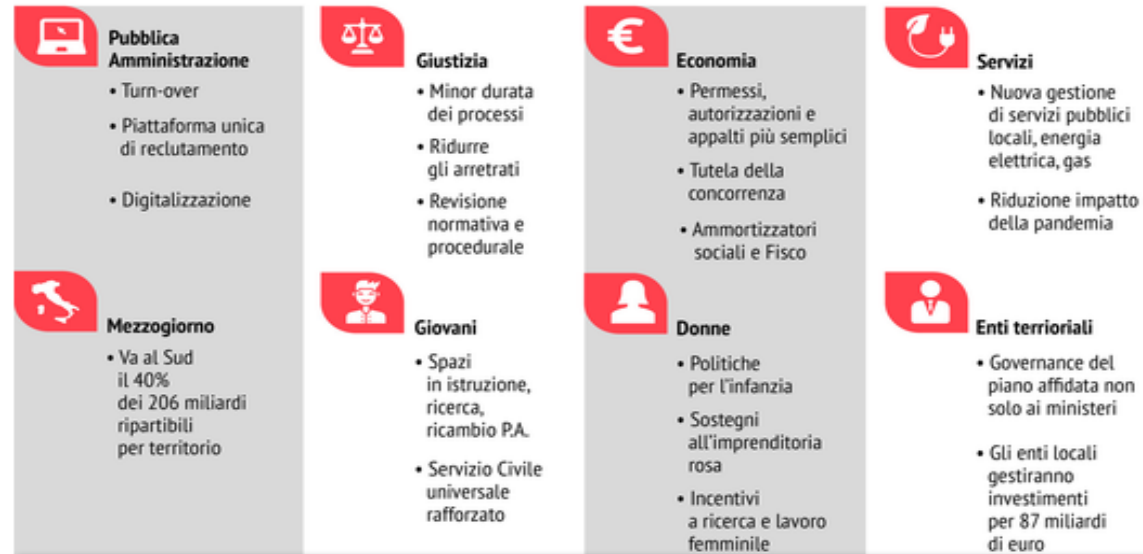 Pubblica
Amministrazione
• Turn-over
• Piattaforma unica
di reclutamento
• Digitalizzazione
Giustizia
• Minor durata
dei processi
• Ridurre
gli arretrati
• Revisione
normativa e
procedurale
€
Economia
• Permessi,
autorizzazioni e
appalti più semplici
• Tutela della
concorrenza
• Ammortizzatori
sociali e Fisco
Servizi
• Nuova gestione
di servizi pubblici
locali, energia
elettrica, gas
• Riduzione impatto
della pandemia
Mezzogiorno
• Va al Sud
il 40%
dei 206 miliardi
ripartibili
per territorio
Giovani
• Spazi
in istruzione,
ricerca,
ricambio P.A.
• Servizio Civile
universale
rafforzato
Donne
• Politiche
per l'infanzia
• Sostegni
all'imprenditoria
rosa
• Incentivi
a ricerca e lavoro
femminile
Enti terrioriali
• Governance del
piano affidata non
solo ai ministeri
• Gli enti locali
gestiranno
investimenti
per 87 miliardi
di euro